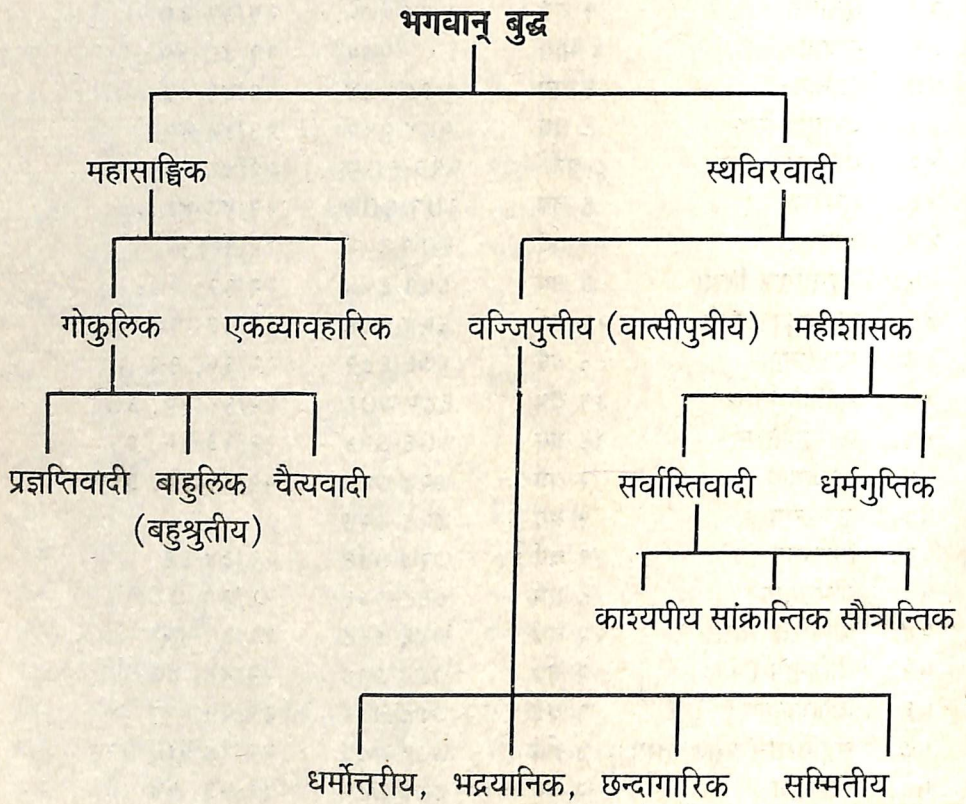 भगवान् बुद्ध
महासाङ्घिक स्थविरवादी
गोकुलिक एकव्यावहारिक वज्जिपुत्तीय (वात्सीपुत्रीय) महीशासक
प्रज्ञप्तिवादी बाहुलिक चैत्यवादी सर्वास्तिवादी धर्मगुप्तिक
(बहुश्रुतीय)
काश्यपीय सांक्रान्तिक सौत्रान्तिक
धर्मोत्तरीय, भद्रयानिक, छन्दागारिक सम्मितीय